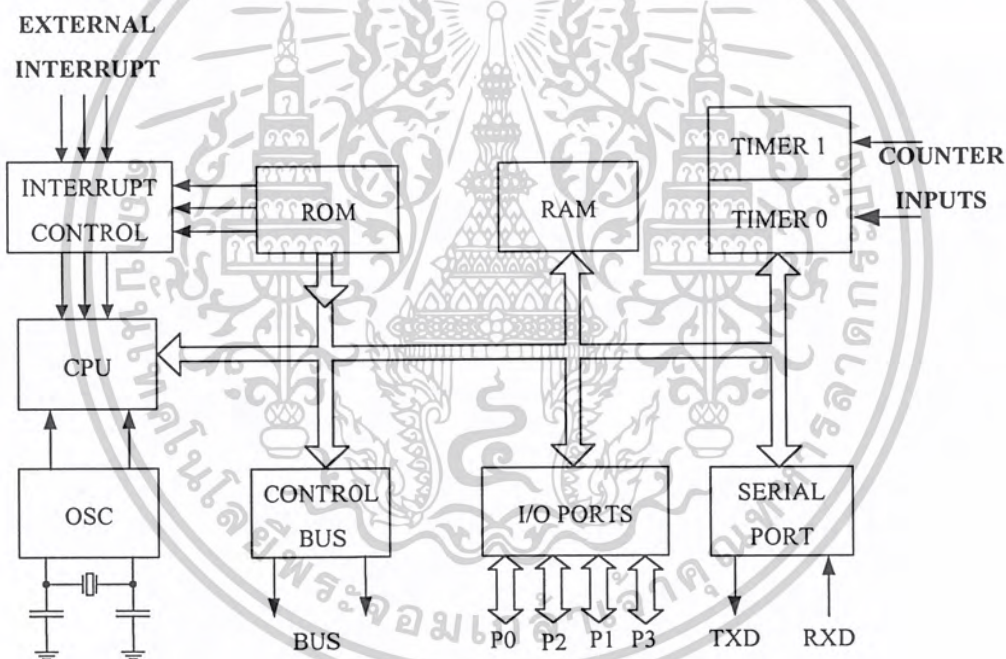 EXTERNAL
INTERRUPT
INTERRUPT
CONTROL
ROM
RAM
TIMER 1
TIMER 0
COUNTER
INPUTS
CPU
OSC
CONTROL
BUS
I/O PORTS
SERIAL
PORT
BUS
P0 P2 P1 P3
TXD RXD